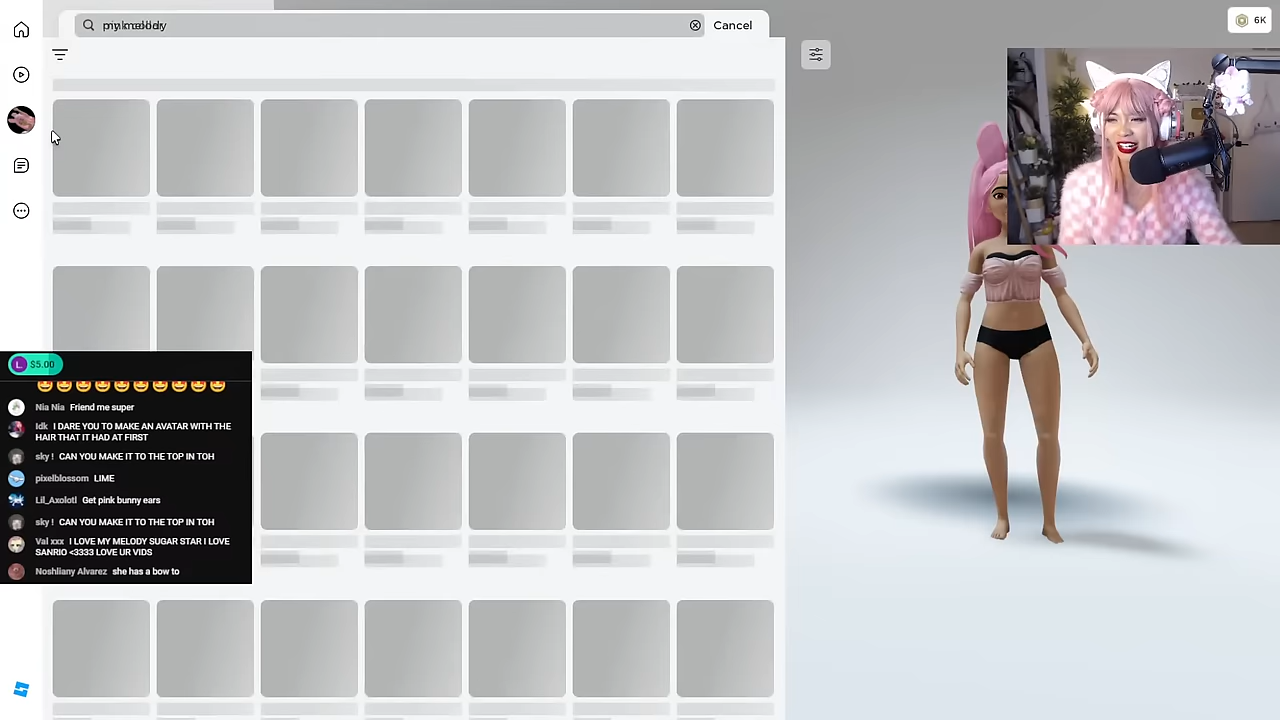 Cancel
6K
L
$5.00
🤩🤩🤩🤩🤩🤩🤩🤩🤩🤩
Nia Nia Friend me super
Idk I DARE YOU TO MAKE AN AVATAR WITH THE
HAIR THAT IT HAD AT FIRST
sky ! CAN YOU MAKE IT TO THE TOP IN TOH
pixelblossom LIME
Lil_Axolotl Get pink bunny ears
sky ! CAN YOU MAKE IT TO THE TOP IN TOH
Val xxx I LOVE MY MELODY SUGAR STAR I LOVE
SANRIO <3333 LOVE UR VIDS
Noshliany Alvarez she has a bow to